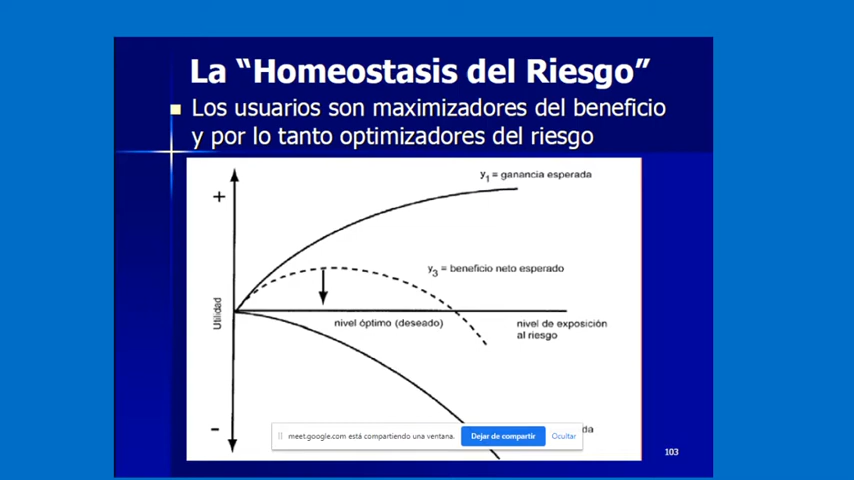 La “Homeostasis del Riesgo”
Los usuarios son maximizadores del beneficio
y por lo tanto optimizadores del riesgo
y1 = ganancia esperada
+
y3 = beneficio neto esperado
Utilidad
nivel óptimo (deseado)
nivel de exposición
al riesgo
-
da
meet.google.com está compartiendo una ventana.
Dejar de compartir
Ocultar
103